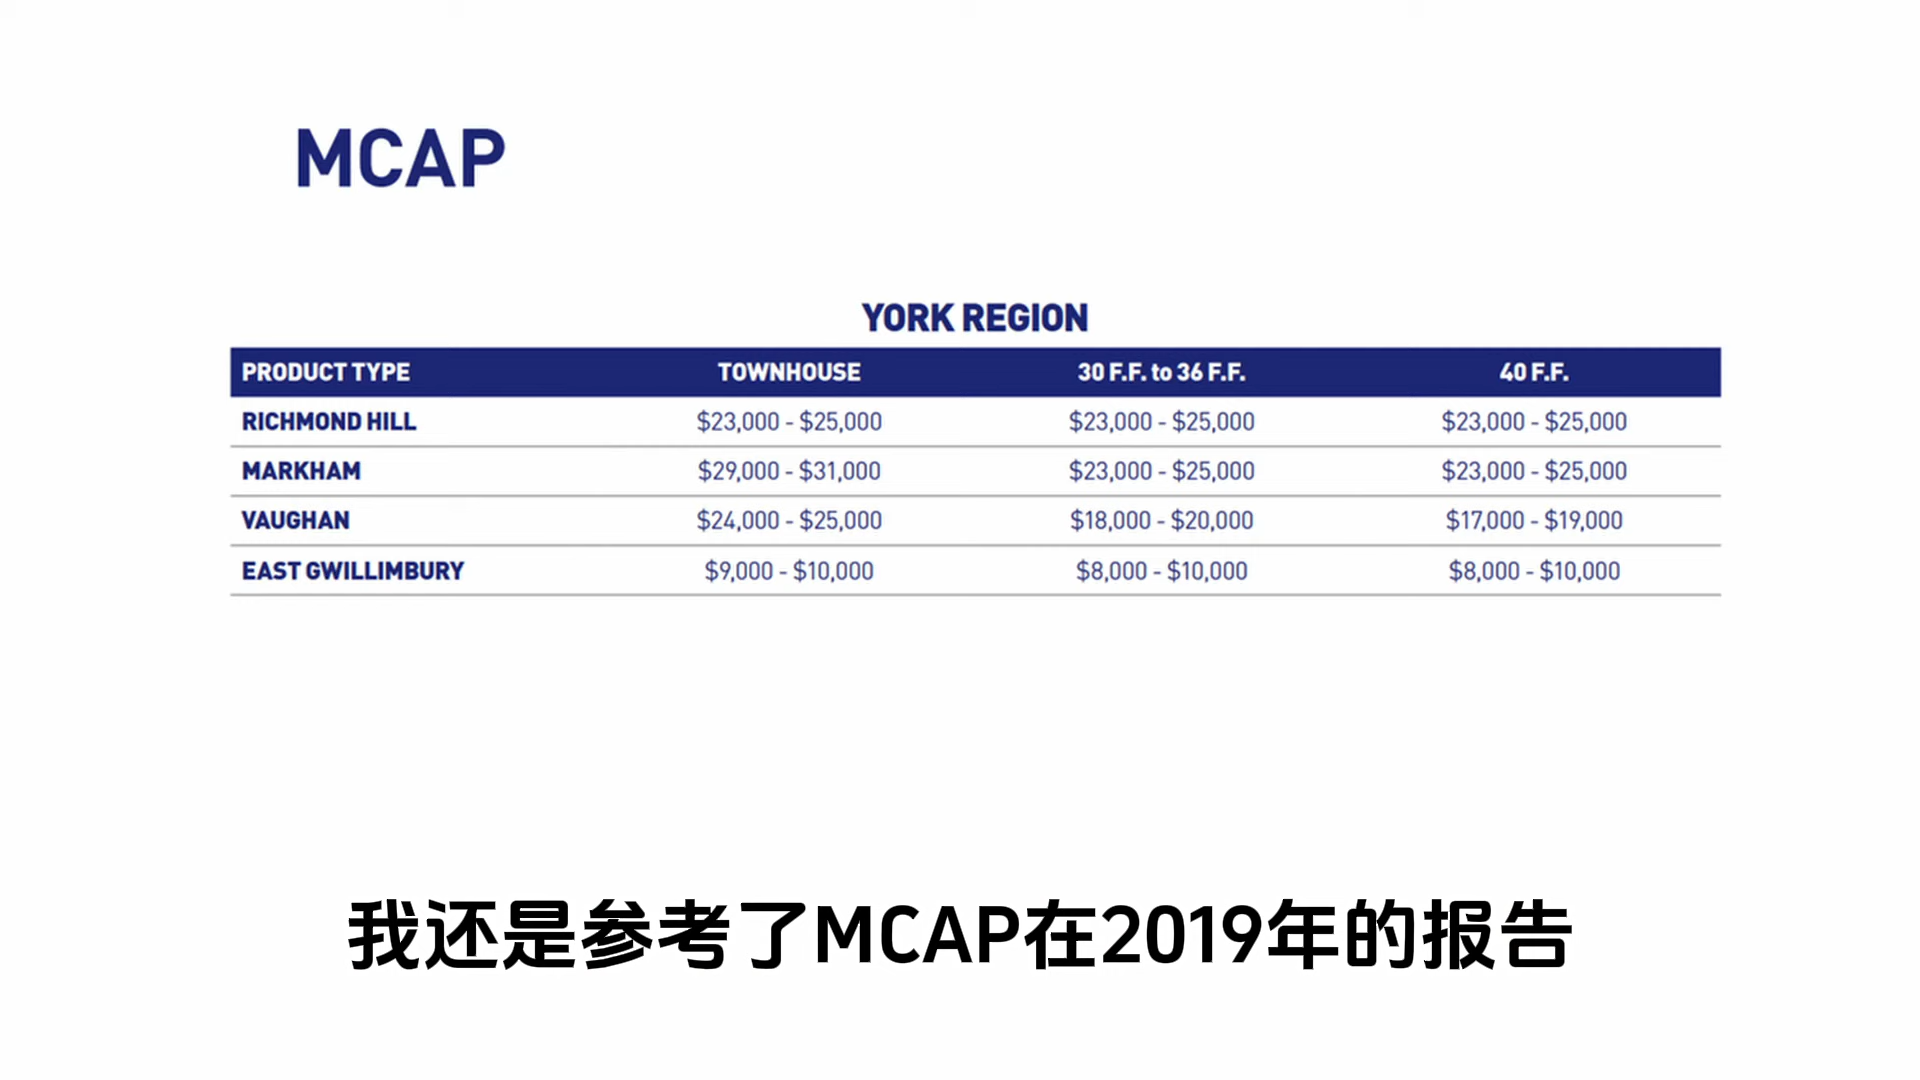 MCAP
YORK REGION
PRODUCT TYPE TOWNHOUSE 30 F.F. to 36 F.F. 40 F.F.
RICHMOND HILL $23,000 - $25,000 $23,000 - $25,000 $23,000 - $25,000
MARKHAM $29,000 - $31,000 $23,000 - $25,000 $23,000 - $25,000
VAUGHAN $24,000 - $25,000 $18,000 - $20,000 $17,000 - $19,000
EAST GWILLIMBURY $9,000 - $10,000 $8,000 - $10,000 $8,000 - $10,000
我还是参考了MCAP在2019年的报告